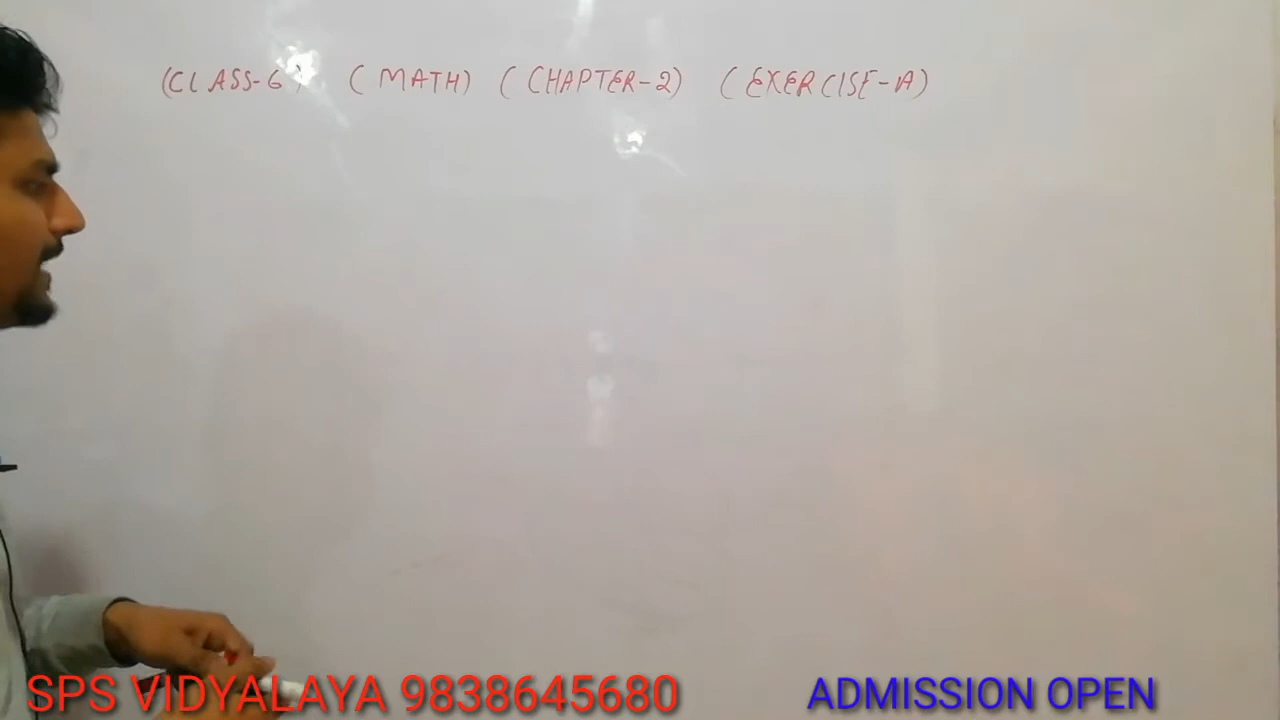 (CLASS-6) (MATH) (CHAPTER-2) (EXERCISE-1A)
SPS VIDYALAYA 9838645680 ADMISSION OPEN